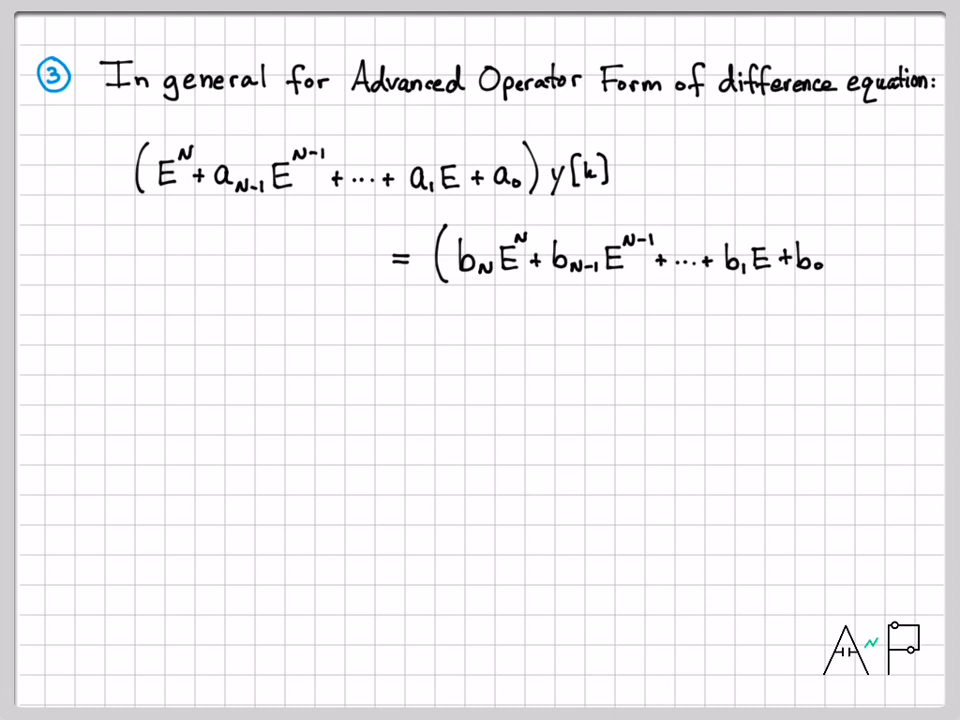 ③ In general for Advanced Operator Form of difference equation:
(E^N + a_{N-1} E^{N-1} + ... + a_1 E + a_0) y[k]
= (b_N E^N + b_{N-1} E^{N-1} + ... + b_1 E + b_0
A~P